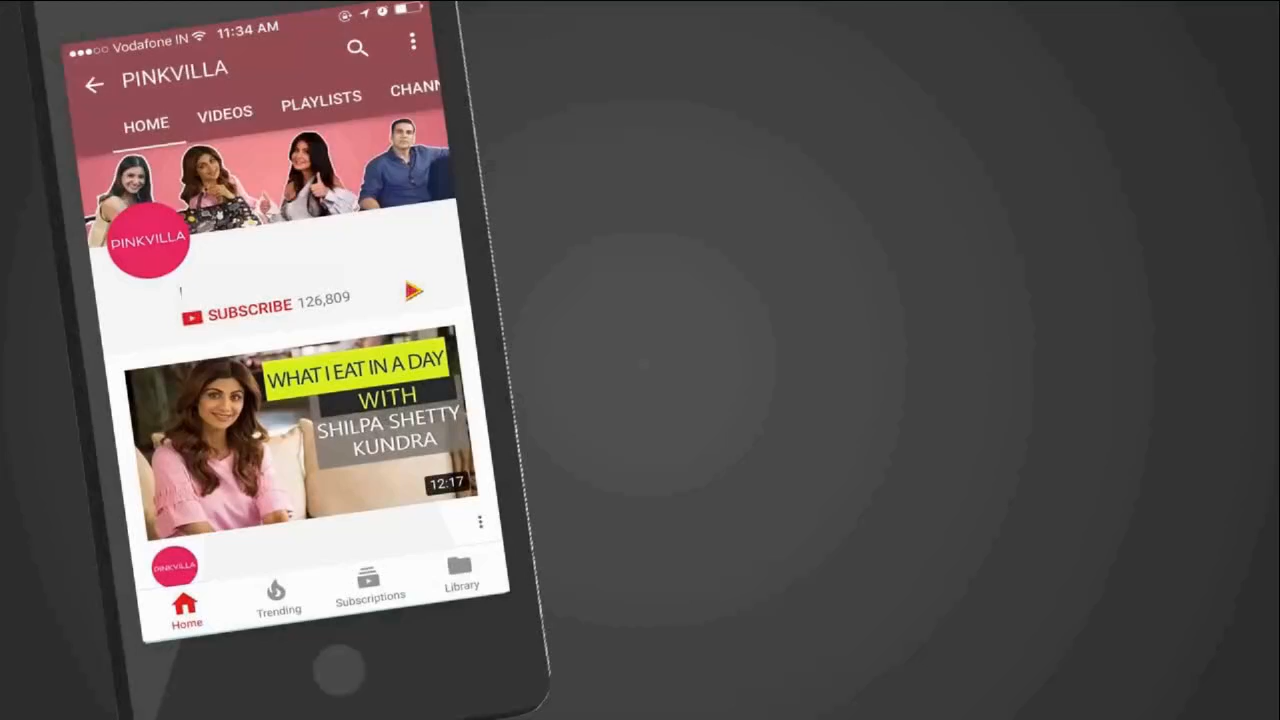 Vodafone IN 11:34 AM
PINKVILLA
HOME VIDEOS PLAYLISTS CHANN
PINKVILLA
SUBSCRIBE 126,809
WHAT I EAT IN A DAY
WITH
SHILPA SHETTY
KUNDRA
12:17
PINKVILLA
Home Trending Subscriptions Library